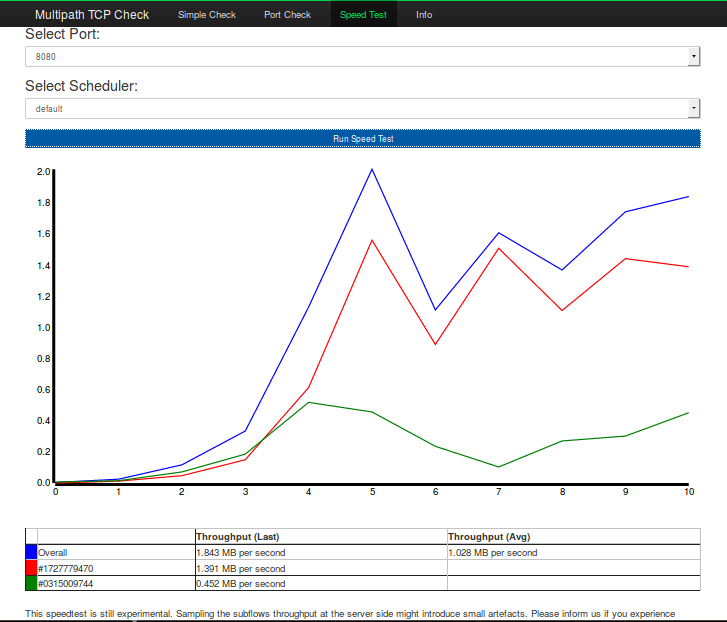 Multipath TCP Check Simple Check Port Check Speed Test Info
Select Port:
8080
Select Scheduler:
default
Run Speed Test
2.0
1.8
1.6
1.4
1.2
1.0
0.8
0.6
0.4
0.2
0.0
0 1 2 3 4 5 6 7 8 9 10
Throughput (Last) Throughput (Avg)
Overall 1.843 MB per second 1.028 MB per second
#1727779470 1.391 MB per second
#0315009744 0.452 MB per second
This speedtest is still experimental. Sampling the subflows throughput at the server side might introduce small artefacts. Please inform us if you experience